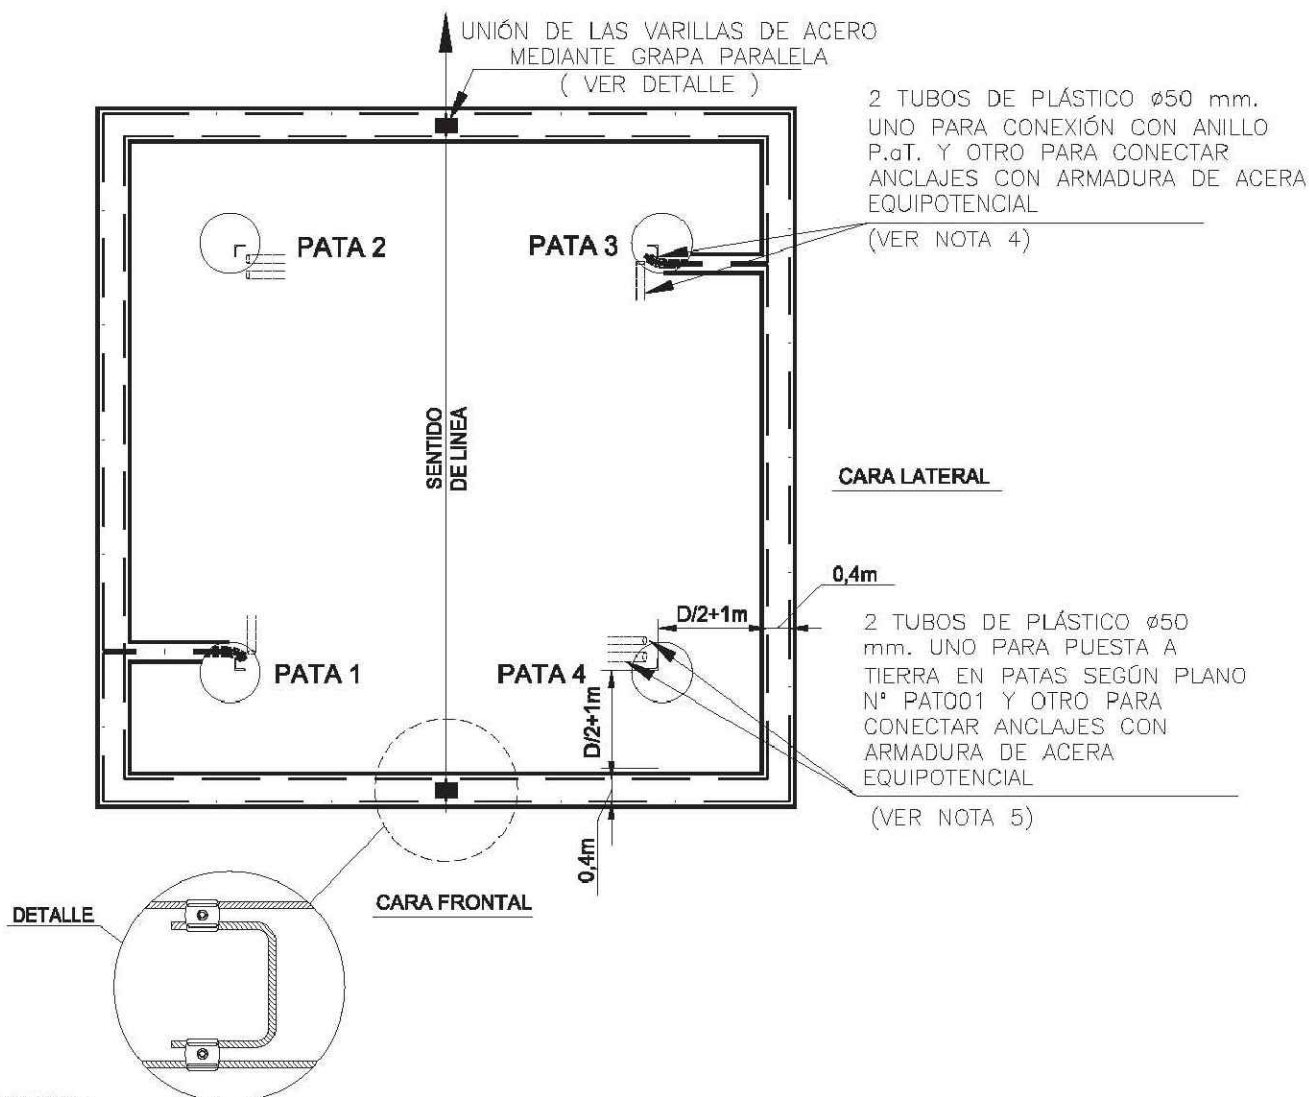 UNIÓN DE LAS VARILLAS DE ACERO
MEDIANTE GRAPA PARALELA
( VER DETALLE )
2 TUBOS DE PLÁSTICO ø50 mm.
UNO PARA CONEXIÓN CON ANILLO
P.aT. Y OTRO PARA CONECTAR
ANCLAJES CON ARMADURA DE ACERA
EQUIPOTENCIAL
(VER NOTA 4)
PATA 2
PATA 3
SENTIDO
DE LINEA
CARA LATERAL
0,4m
D/2+1m
PATA 1
PATA 4
D/2+1m
0,4m
2 TUBOS DE PLÁSTICO ø50
mm. UNO PARA PUESTA A
TIERRA EN PATAS SEGÚN PLANO
Nº PAT001 Y OTRO PARA
CONECTAR ANCLAJES CON
ARMADURA DE ACERA
EQUIPOTENCIAL
(VER NOTA 5)
CARA FRONTAL
DETALLE